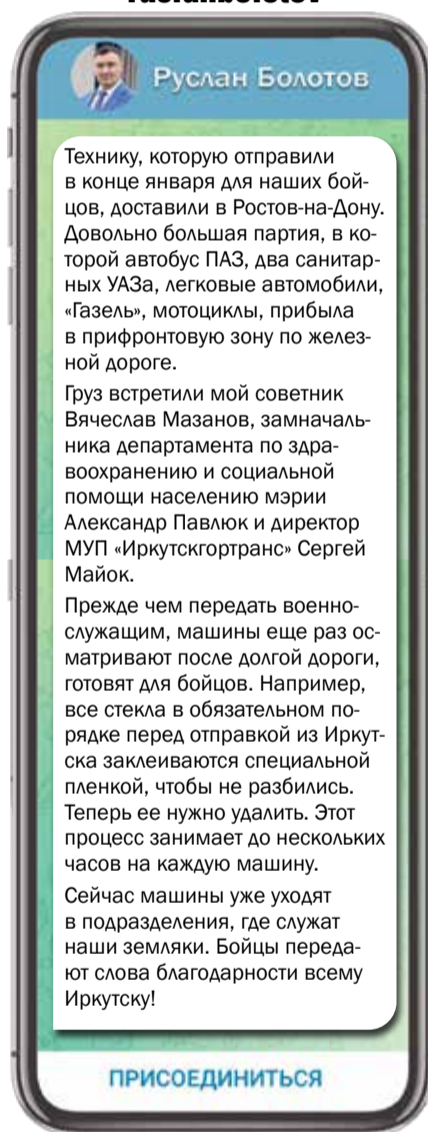 Руслан Болотов
Технику, которую отправили
в конце января для наших бой-
цов, доставили в Ростов-на-Дону.
Довольно большая партия, в ко-
торой автобус ПАЗ, два санитар-
ных УАЗа, легковые автомобили,
«Газель», мотоциклы, прибыла
в прифронтовую зону по желез-
ной дороге.
Груз встретили мой советник
Вячеслав Мазанов, замначаль-
ника департамента по здра-
воохранению и социальной
помощи населению мэрии
Александр Павлюк и директор
МУП «Иркутскгортранс» Сергей
Майок.
Прежде чем передать военно-
служащим, машины еще раз ос-
матривают после долгой дороги,
готовят для бойцов. Например,
все стекла в обязательном по-
рядке перед отправкой из Иркут-
ска заклеиваются специальной
пленкой, чтобы не разбились.
Теперь ее нужно удалить. Этот
процесс занимает до нескольких
часов на каждую машину.
Сейчас машины уже уходят
в подразделения, где служат
наши земляки. Бойцы переда-
ют слова благодарности всему
Иркутску!
ПРИСОЕДИНИТЬСЯ